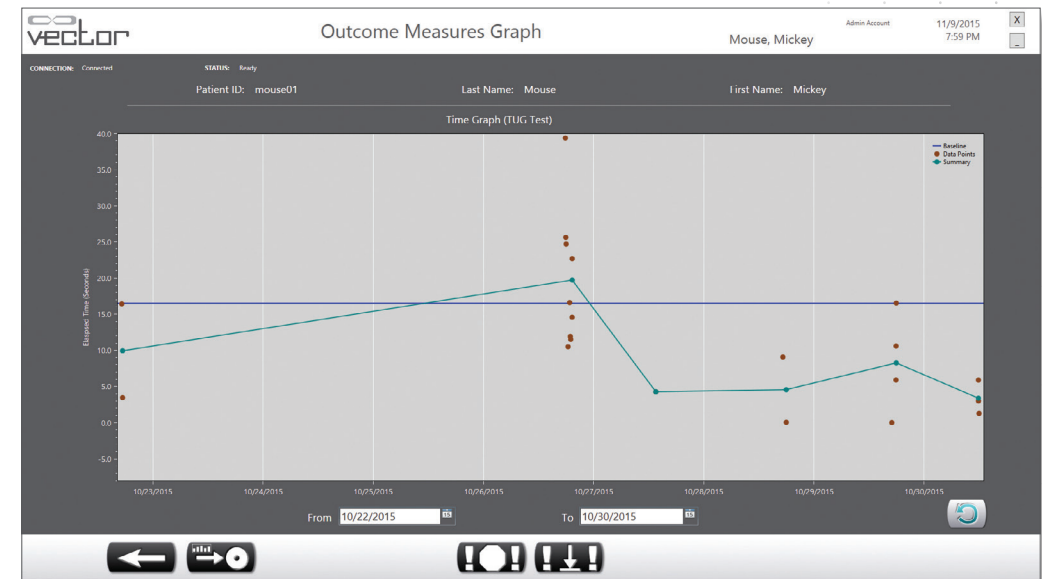 vector
Outcome Measures Graph
Admin Account
Mouse, Mickey
11/9/2015
7:59 PM
X
_
CONNECTION: Connected
STATUS: Ready
Patient ID: mouse01
Last Name: Mouse
First Name: Mickey
Time Graph (TUG Test)
Baseline
Data Points
Summary
Elaspsed Time (Seconds)
40.0
35.0
30.0
25.0
20.0
15.0
10.0
5.0
0.0
-5.0
10/23/2015 10/24/2015 10/25/2015 10/26/2015 10/27/2015 10/28/2015 10/29/2015 10/30/2015
From 10/22/2015 15 To 10/30/2015 15
! ! ! !